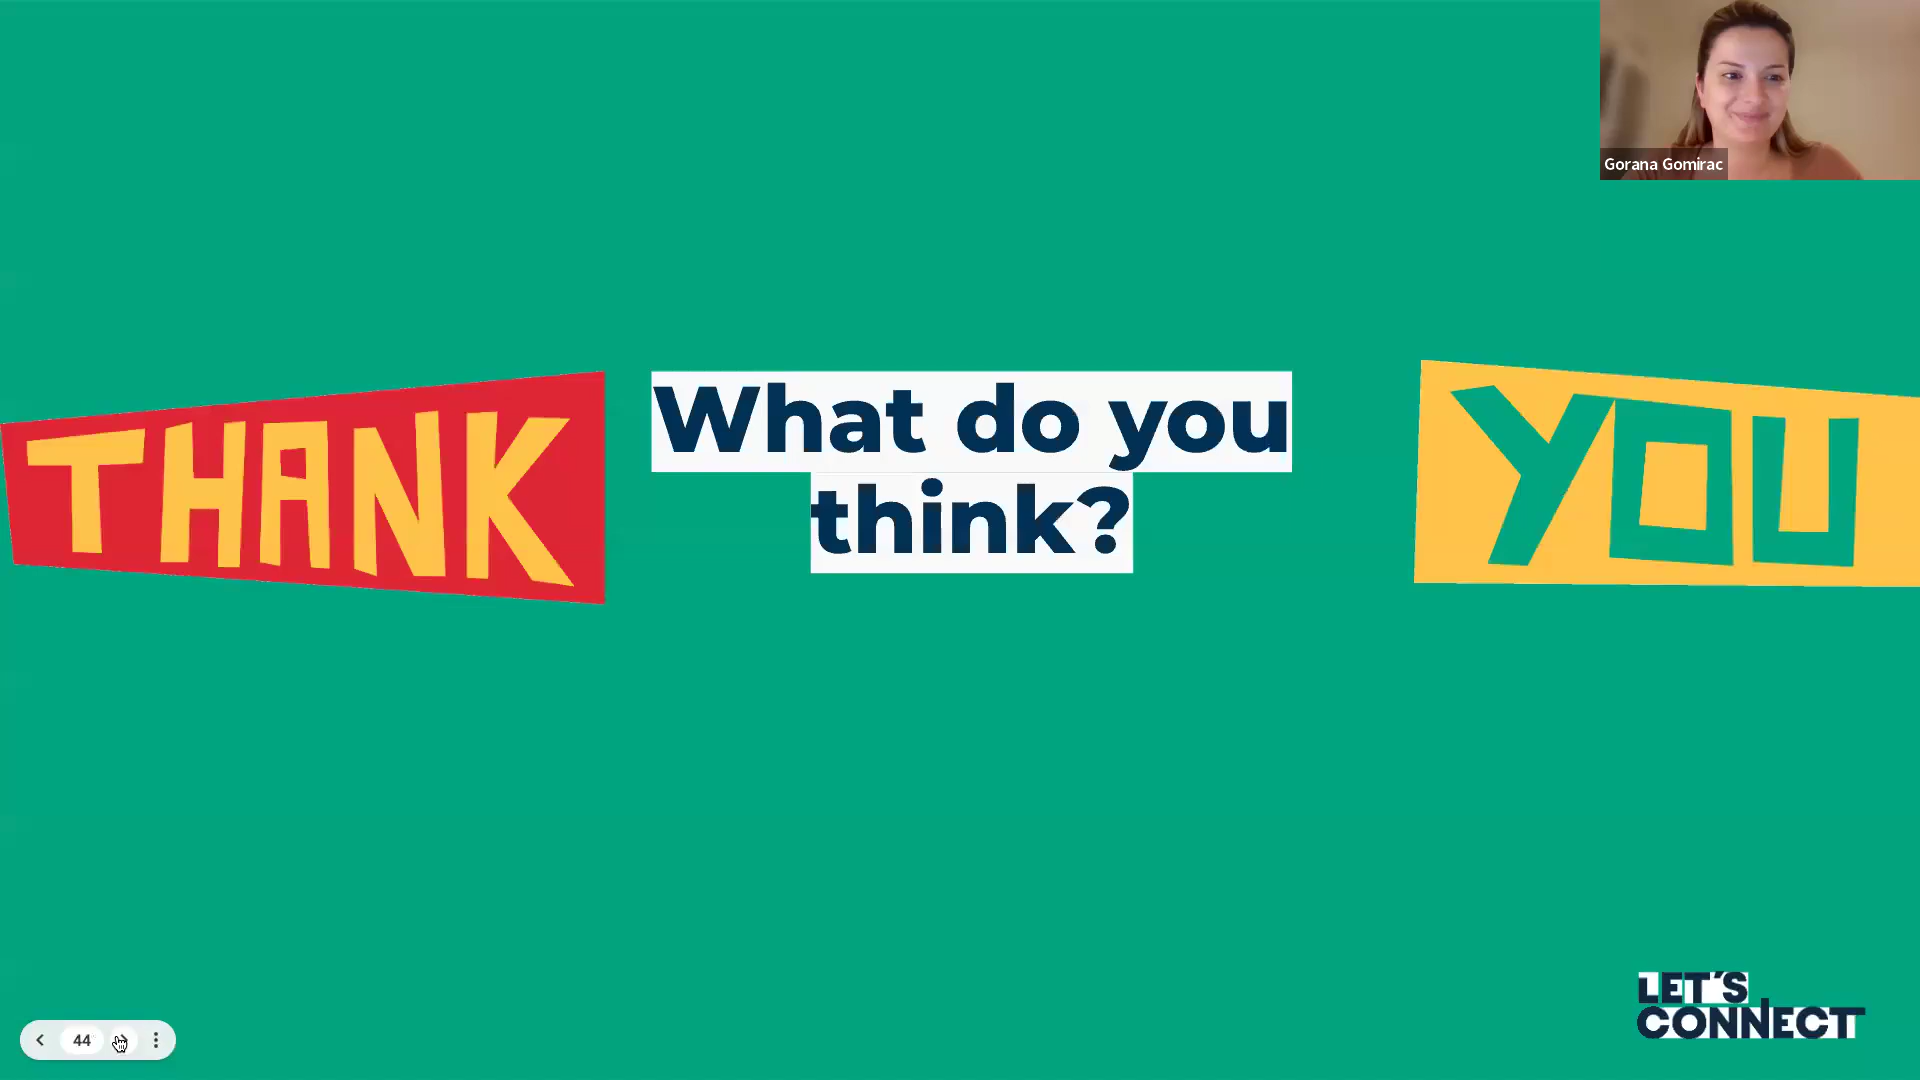 Gorana Gomirac
THANK
What do you
think?
YOU
LET'S
CONNECT
44